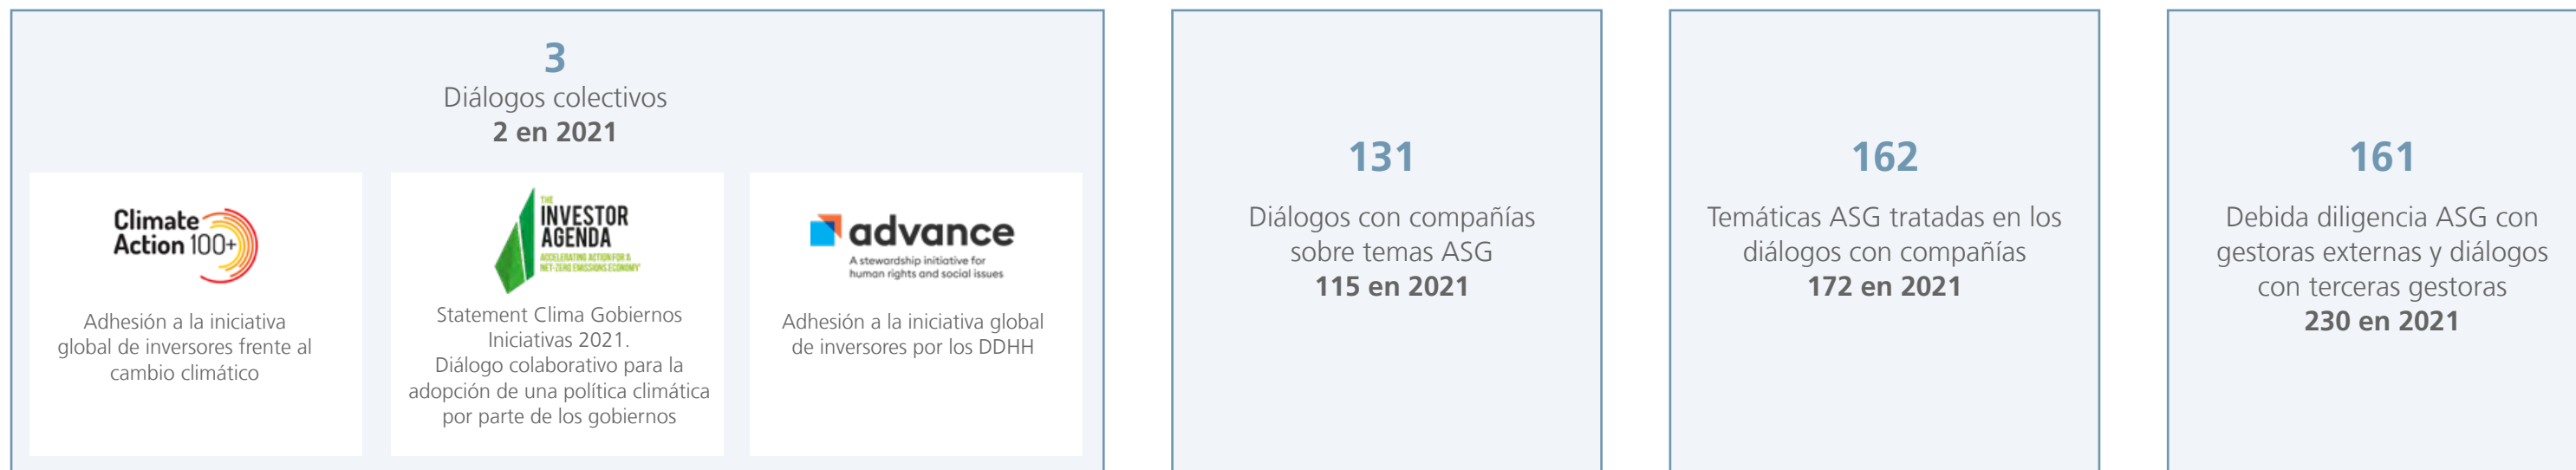 3
Diálogos colectivos
2 en 2021
Climate
Action 100+
Adhesión a la iniciativa
global de inversores frente al
cambio climático
THE
INVESTOR
AGENDA
ACCELERATING ACTION FOR A
NET-ZERO EMISSIONS ECONOMY
Statement Clima Gobiernos
Iniciativas 2021.
Diálogo colaborativo para la
adopción de una política climática
por parte de los gobiernos
advance
A stewardship initiative for
human rights and social issues
Adhesión a la iniciativa global
de inversores por los DDHH
131
Diálogos con compañías
sobre temas ASG
115 en 2021
162
Temáticas ASG tratadas en los
diálogos con compañías
172 en 2021
161
Debida diligencia ASG con
gestoras externas y diálogos
con terceras gestoras
230 en 2021